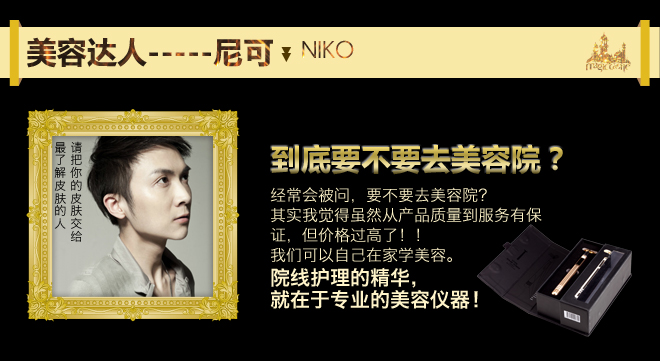 美容达人-----尼可
NIKO
magic castle
请把你的皮肤交给
最了解皮肤的人
到底要不要去美容院？
经常会被问，要不要去美容院?
其实我觉得虽然从产品质量到服务有保
证，但价格过高了！！
我们可以自己在家学美容。
院线护理的精华，
就在于专业的美容仪器！